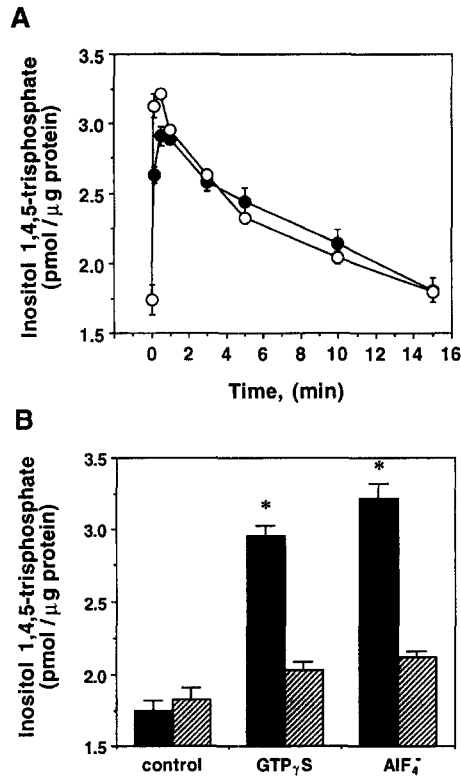 A
Inositol 1,4,5-trisphosphate
(pmol /μg protein)
3.5
3.0
2.5
2.0
1.5
0 2 4 6 8 10 12 14 16
Time, (min)
B
Inositol 1,4,5-trisphosphate
(pmol /μg protein)
3.5
3.0
2.5
2.0
1.5
* *
control GTPγS AlF4-